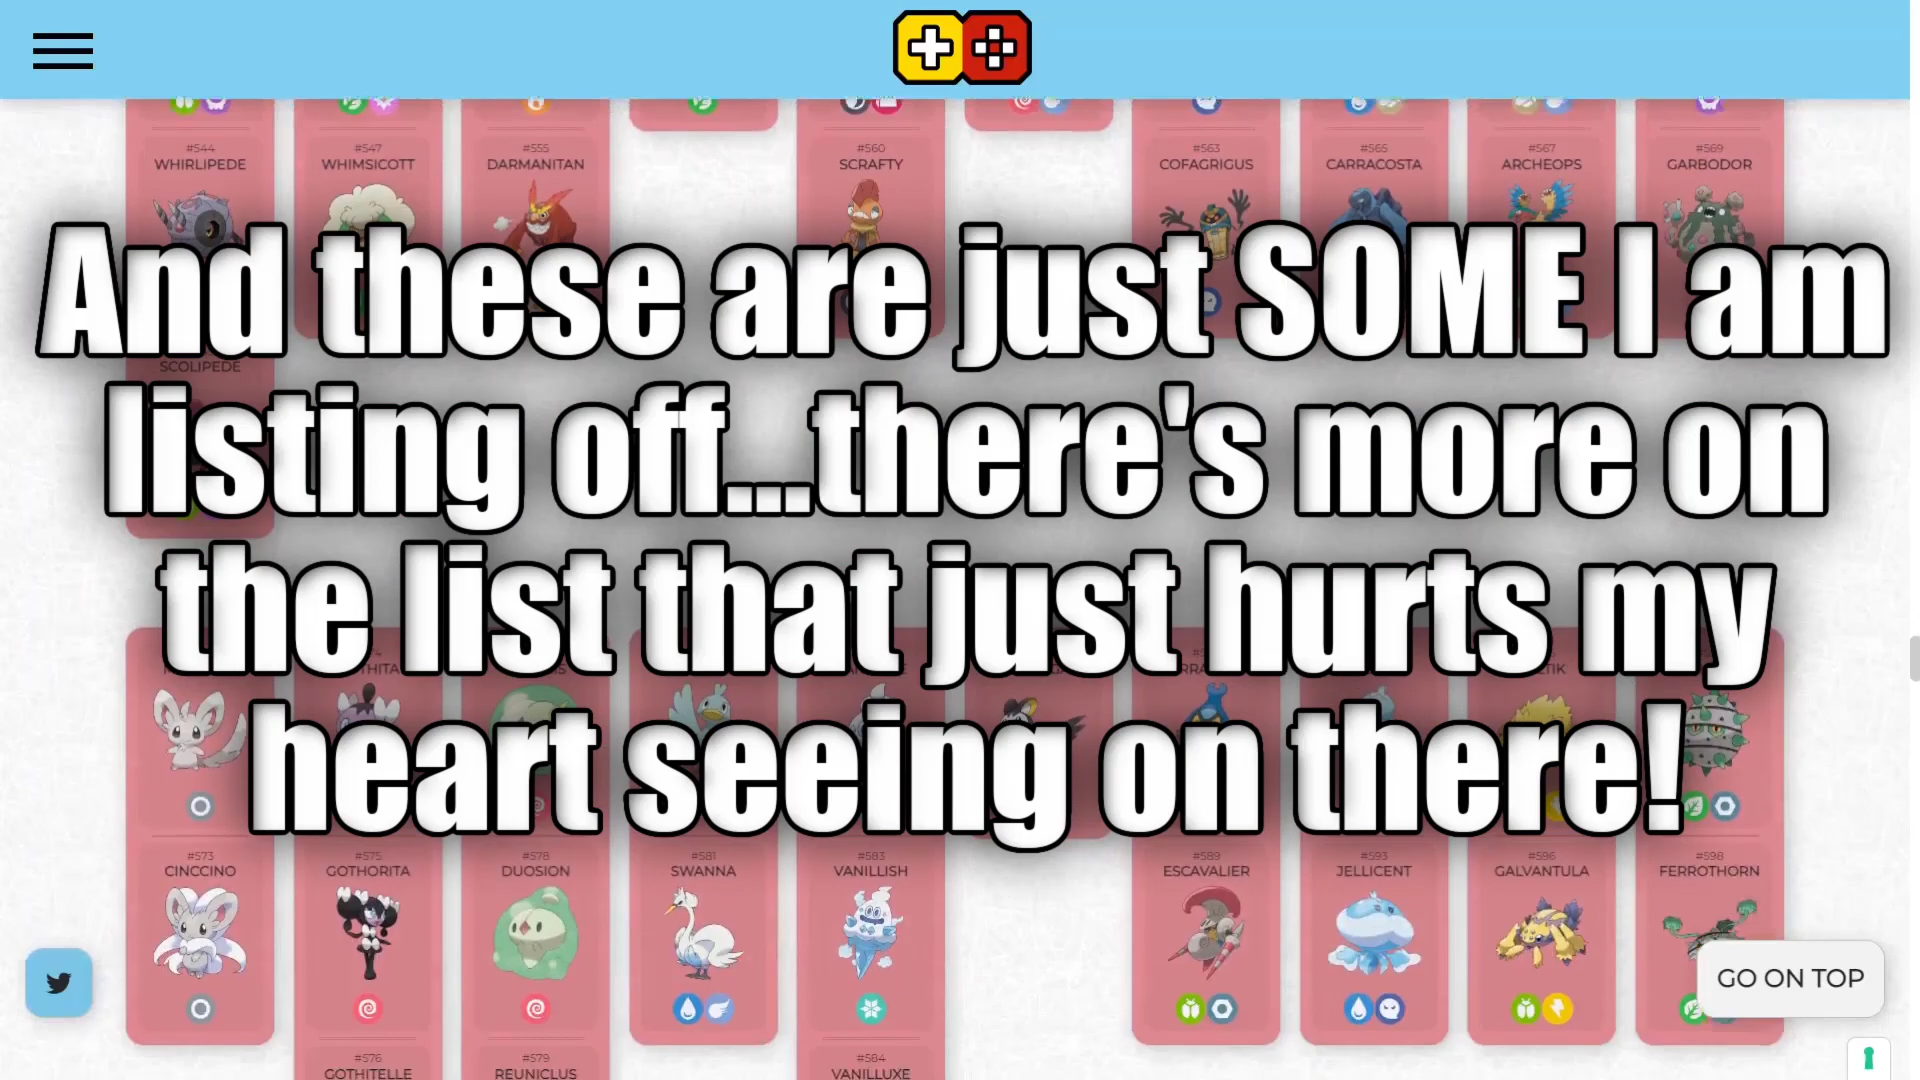 #544
WHIRLIPEDE
#547
WHIMSICOTT
#555
DARMANITAN
#560
SCRAFTY
#563
COFAGRIGUS
#565
CARRACOSTA
#567
ARCHEOPS
#569
GARBODOR
And these are just SOME I am
SCOLIPEDE
listing off...there's more on
the list that just hurts my
heart seeing on there!
#573
CINCCINO
#575
GOTHORITA
#578
DUOSION
#581
SWANNA
#583
VANILLISH
#589
ESCAVALIER
#593
JELLICENT
#596
GALVANTULA
#598
FERROTHORN
GO ON TOP
#576
GOTHITELLE
#579
REUNICLUS
#584
VANILLUXE